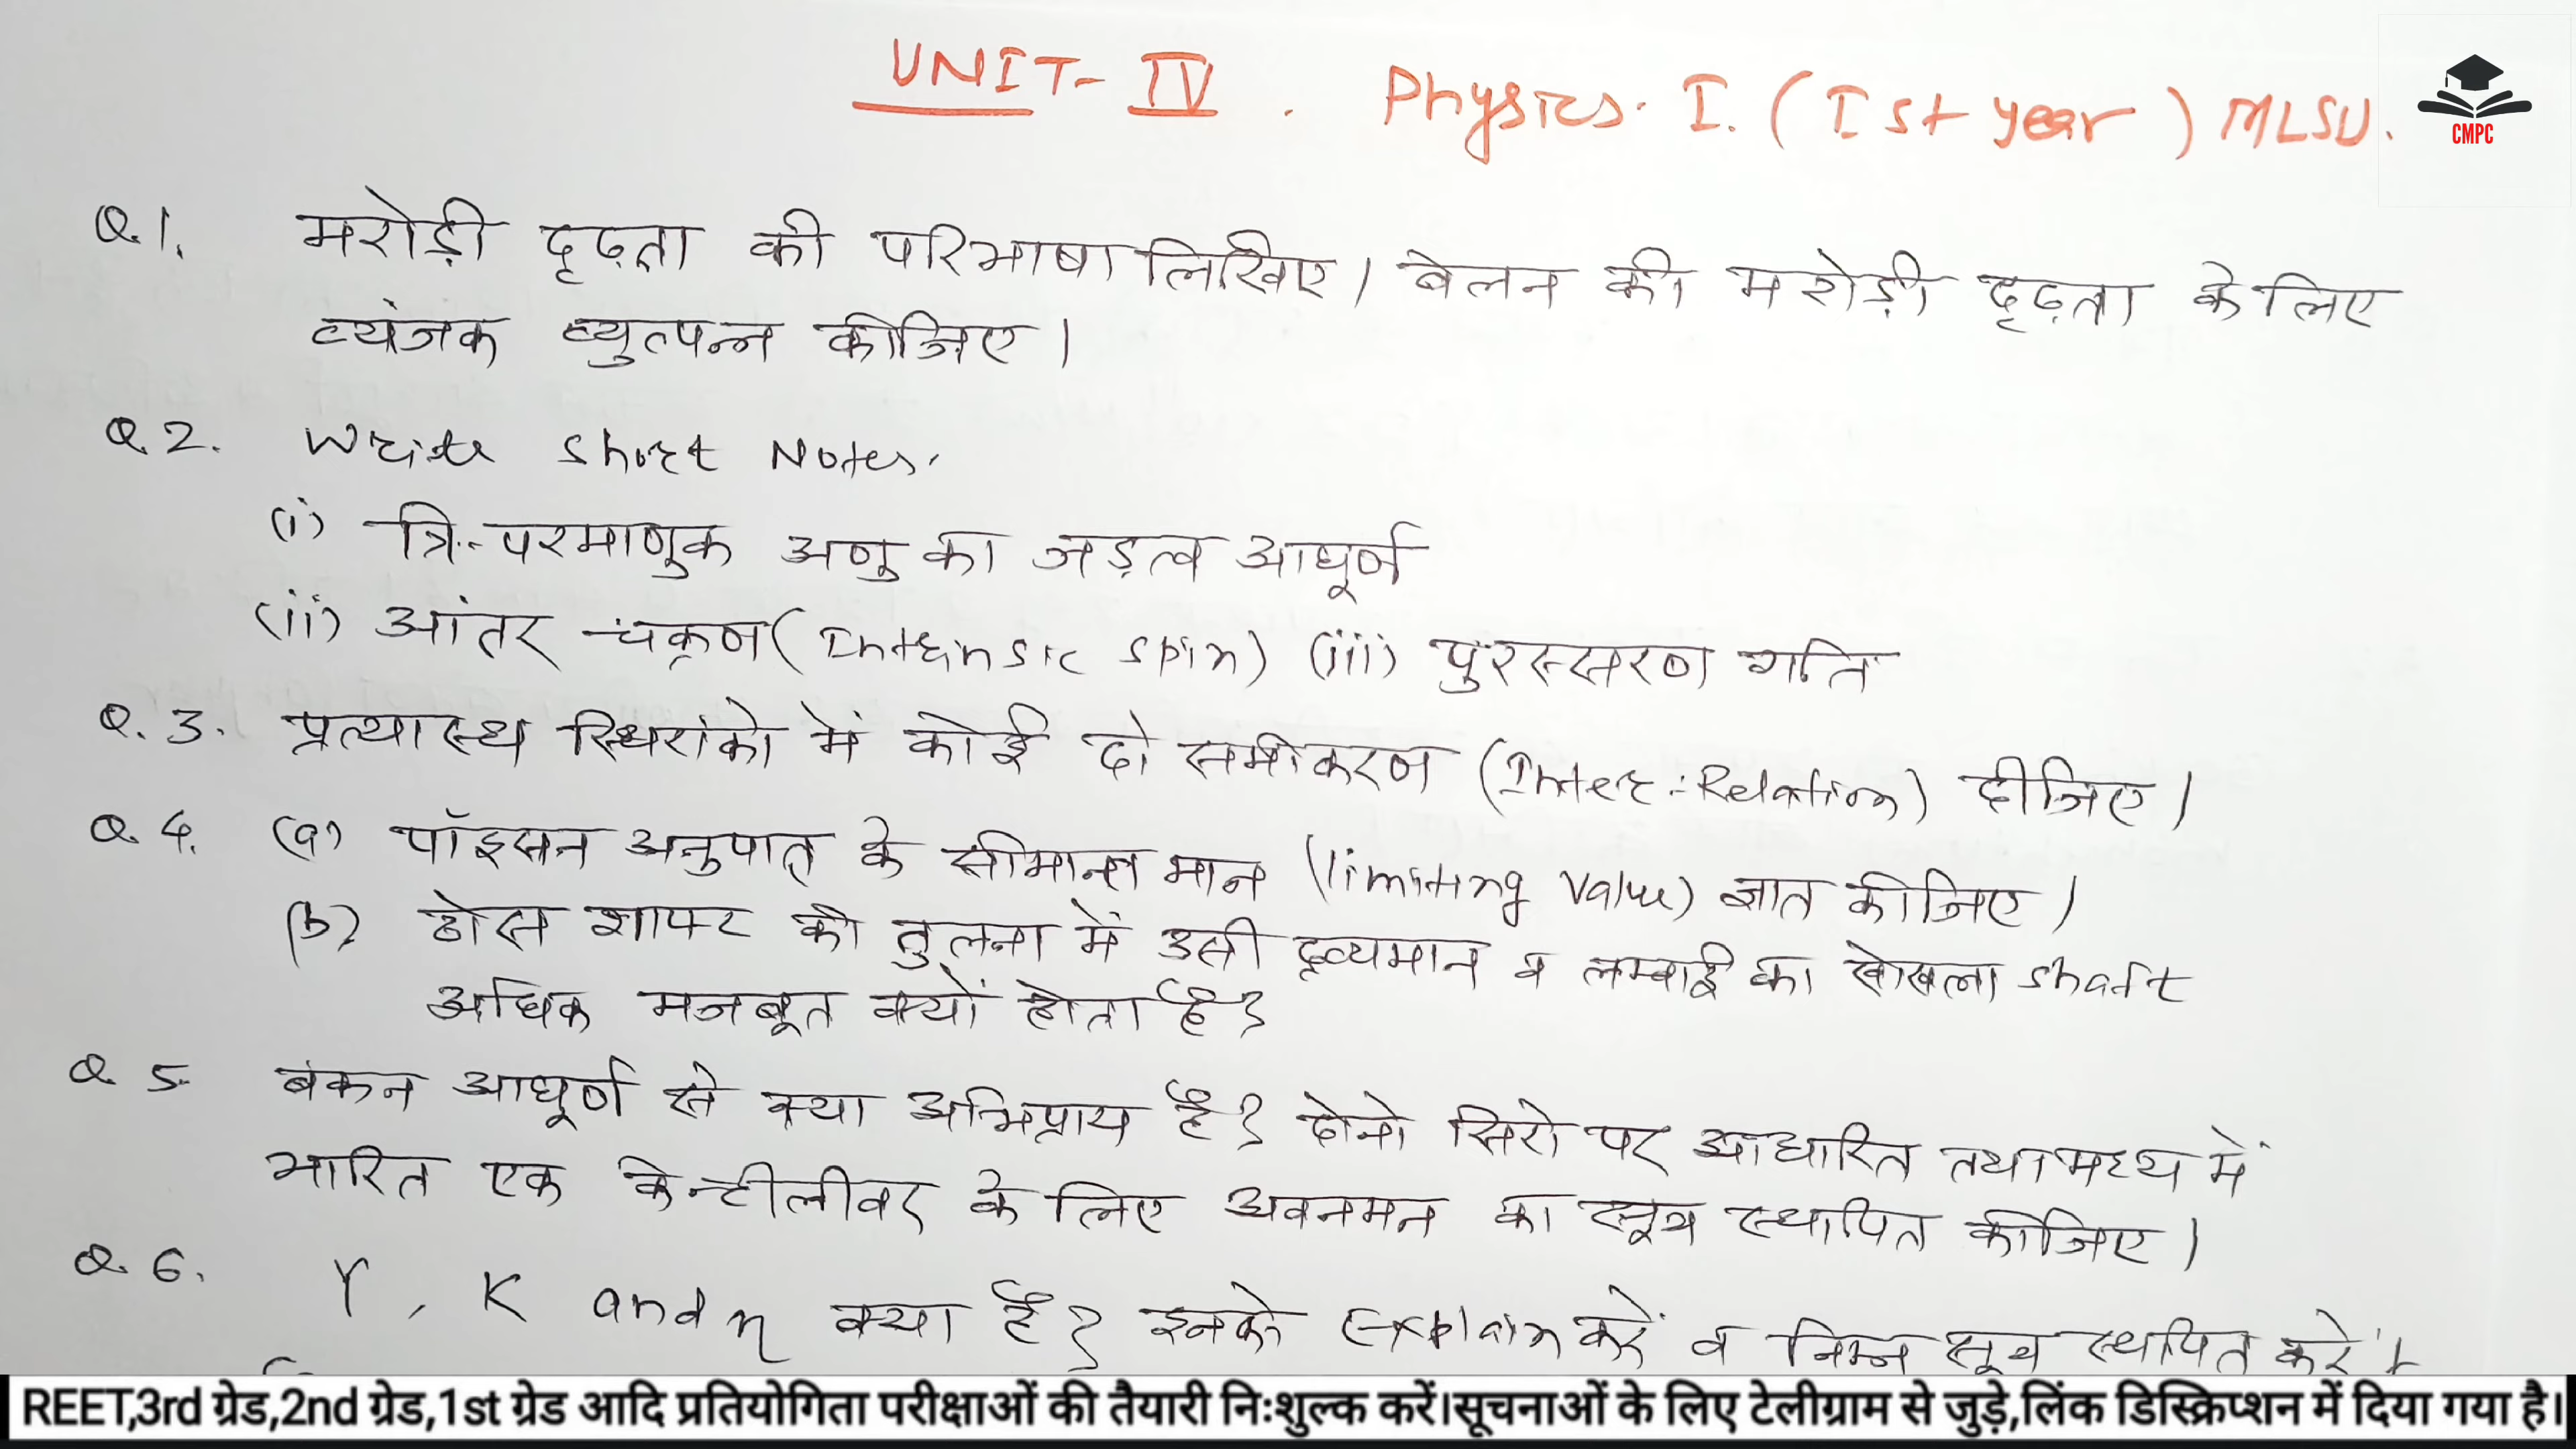 UNIT- IV . Physics. I. ( I st year ) MLSU.
CMPC
Q.1. मरोड़ी दृढ़ता की परिभाषा लिखिए। बेलन की मरोड़ी दृढ़ता के लिए
व्यंजक व्युत्पन्न कीजिए।
Q.2. Write Short Notes.
(i) त्रि-परमाणुक अणु का जड़त्व आघूर्ण
(ii) आंतर चक्रण (Intrinsic spin) (iii) पुरस्सरण गति
Q.3. प्रत्यास्थ स्थिरांको में कोई दो समीकरण (Inter-Relation) दीजिए।
Q.4. (a) पॉइसन अनुपात के सीमान्त मान (limiting value) ज्ञात कीजिए।
(b) ठोस शाफ्ट की तुलना में उसी द्रव्यमान व लम्बाई का खोखला shaft
अधिक मजबूत क्यों होता है?
Q.5 बंकन आघूर्ण से क्या अभिप्राय है? दोनो सिरो पर आधारित तथा मध्य में
भारित एक केन्टीलीवर के लिए अवनमन का सूत्र स्थापित कीजिए।
Q.6. Y, K and η क्या है? इनको Explain करें व निम्न सूत्र स्थापित करें।
REET,3rd ग्रेड,2nd ग्रेड,1st ग्रेड आदि प्रतियोगिता परीक्षाओं की तैयारी निःशुल्क करें।सूचनाओं के लिए टेलीग्राम से जुड़े,लिंक डिस्क्रिप्शन में दिया गया है।